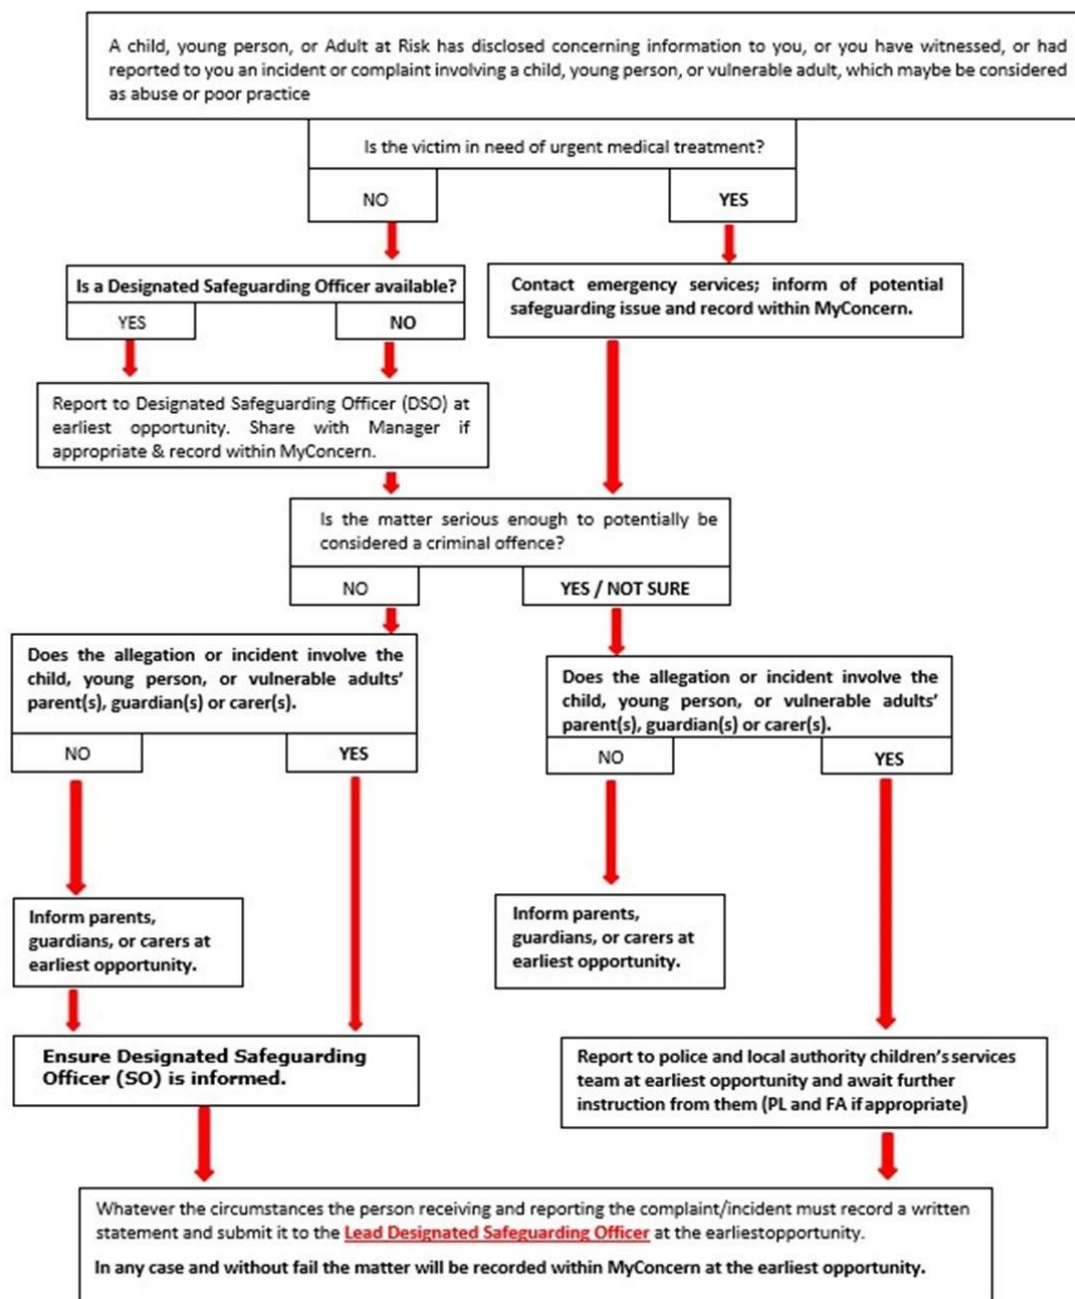 A child, young person, or Adult at Risk has disclosed concerning information to you, or you have witnessed, or had
reported to you an incident or complaint involving a child, young person, or vulnerable adult, which maybe be considered
as abuse or poor practice
Is the victim in need of urgent medical treatment?
NO
YES
Is a Designated Safeguarding Officer available?
YES
NO
Contact emergency services; inform of potential
safeguarding issue and record within MyConcern.
Report to Designated Safeguarding Officer (DSO) at
earliest opportunity. Share with Manager if
appropriate & record within MyConcern.
Is the matter serious enough to potentially be
considered a criminal offence?
NO
YES / NOT SURE
Does the allegation or incident involve the
child, young person, or vulnerable adults'
parent(s), guardian(s) or carer(s).
NO
YES
Does the allegation or incident involve the
child, young person, or vulnerable adults'
parent(s), guardian(s) or carer(s).
NO
YES
Inform parents,
guardians, or carers at
earliest opportunity.
Inform parents,
guardians, or carers at
earliest opportunity.
Ensure Designated Safeguarding
Officer (SO) is informed.
Report to police and local authority children's services
team at earliest opportunity and await further
instruction from them (PL and FA if appropriate)
Whatever the circumstances the person receiving and reporting the complaint/incident must record a written
statement and submit it to the Lead Designated Safeguarding Officer at the earliestopportunity.
In any case and without fail the matter will be recorded within MyConcern at the earliest opportunity.